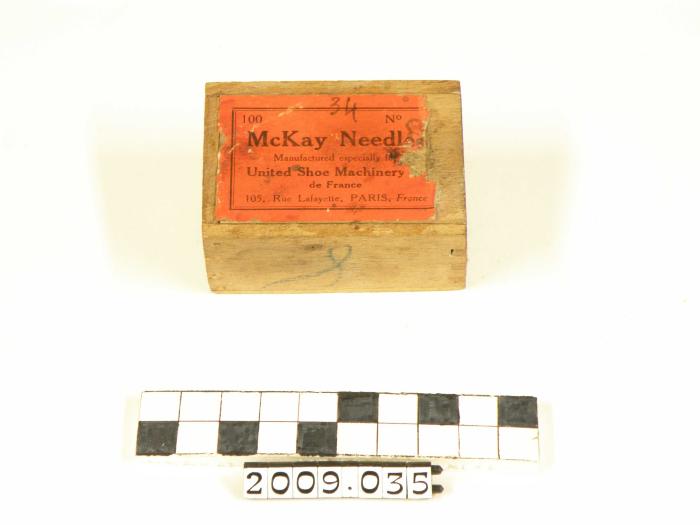 34
100 Nº
McKay Needles
Manufactured especially for
United Shoe Machinery
de France
105, Rue Lafayette, PARIS, France
2009.035